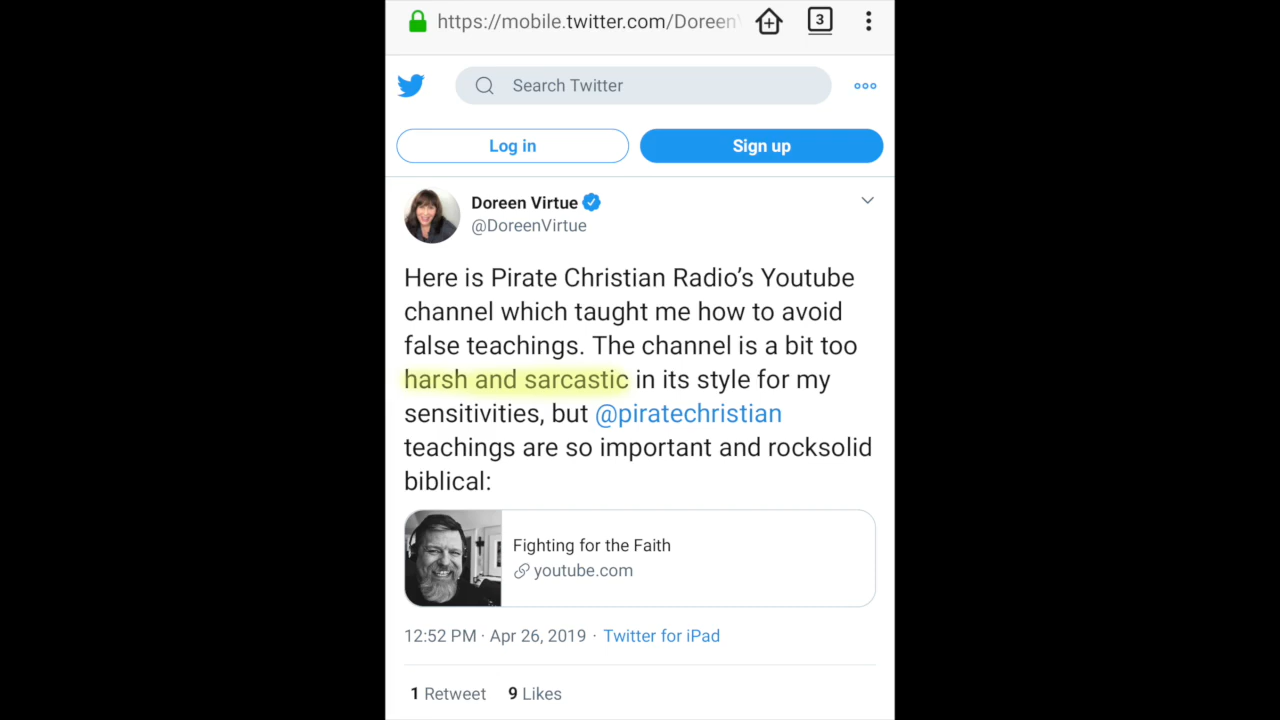 https://mobile.twitter.com/Doreen
3
Search Twitter
Log in
Sign up
Doreen Virtue
@DoreenVirtue
Here is Pirate Christian Radio’s Youtube
channel which taught me how to avoid
false teachings. The channel is a bit too
harsh and sarcastic in its style for my
sensitivities, but @piratechristian
teachings are so important and rocksolid
biblical:
Fighting for the Faith
youtube.com
12:52 PM · Apr 26, 2019 · Twitter for iPad
1 Retweet 9 Likes